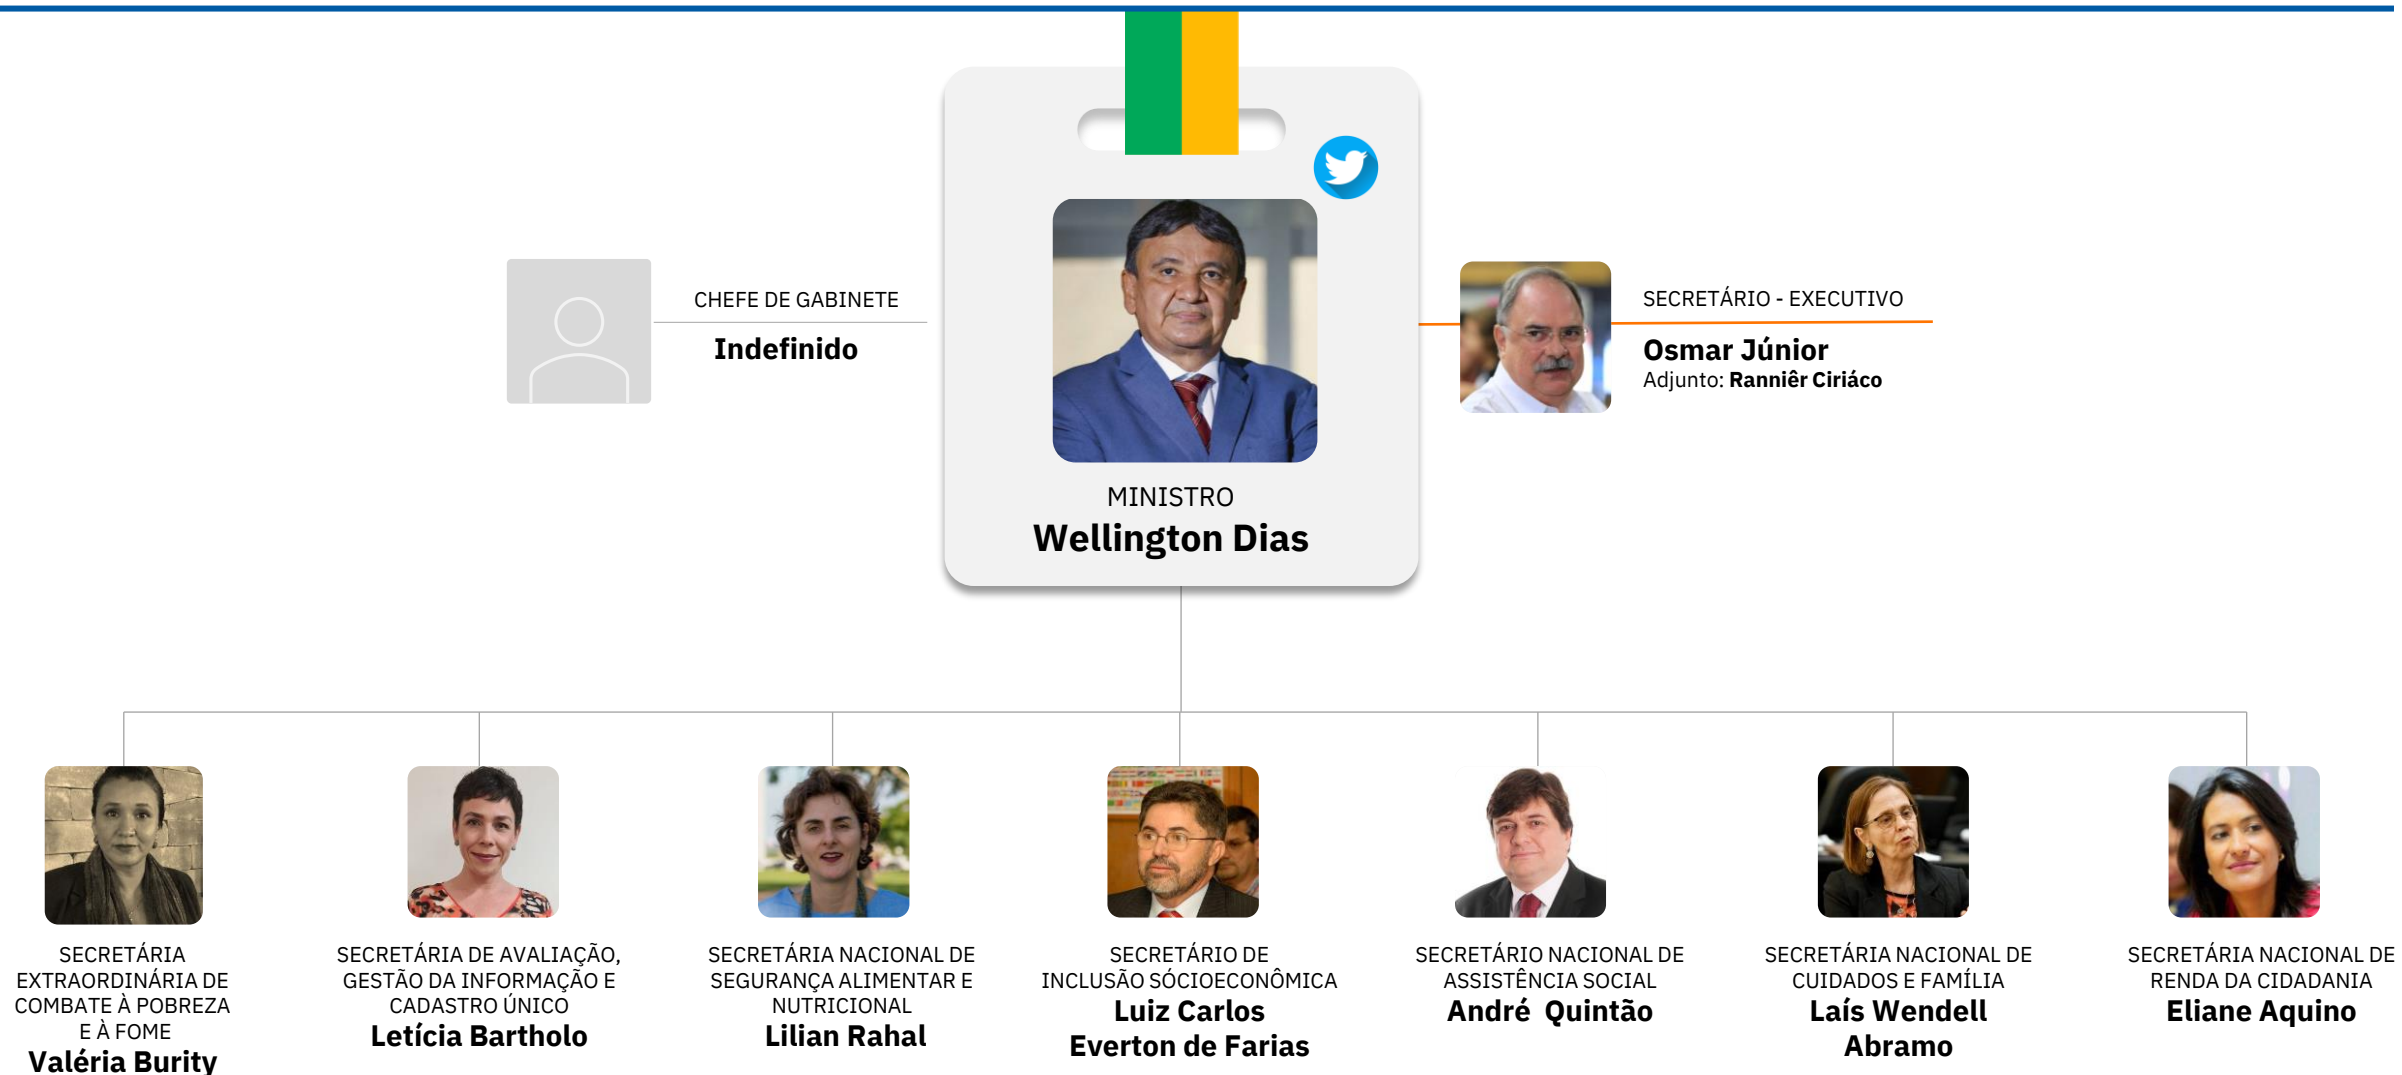 CHEFE DE GABINETE
Indefinido
MINISTRO
Wellington Dias
SECRETÁRIO - EXECUTIVO
Osmar Júnior
Adjunto: Ranniêr Ciriáco
SECRETÁRIA
EXTRAORDINÁRIA DE
COMBATE À POBREZA
E À FOME
Valéria Burity
SECRETÁRIA DE AVALIAÇÃO,
GESTÃO DA INFORMAÇÃO E
CADASTRO ÚNICO
Letícia Bartholo
SECRETÁRIA NACIONAL DE
SEGURANÇA ALIMENTAR E
NUTRICIONAL
Lilian Rahal
SECRETÁRIO DE
INCLUSÃO SÓCIOECONÔMICA
Luiz Carlos
Everton de Farias
SECRETÁRIO NACIONAL DE
ASSISTÊNCIA SOCIAL
André  Quintão
SECRETÁRIA NACIONAL DE
CUIDADOS E FAMÍLIA
Laís Wendell
Abramo
SECRETÁRIA NACIONAL DE
RENDA DA CIDADANIA
Eliane Aquino